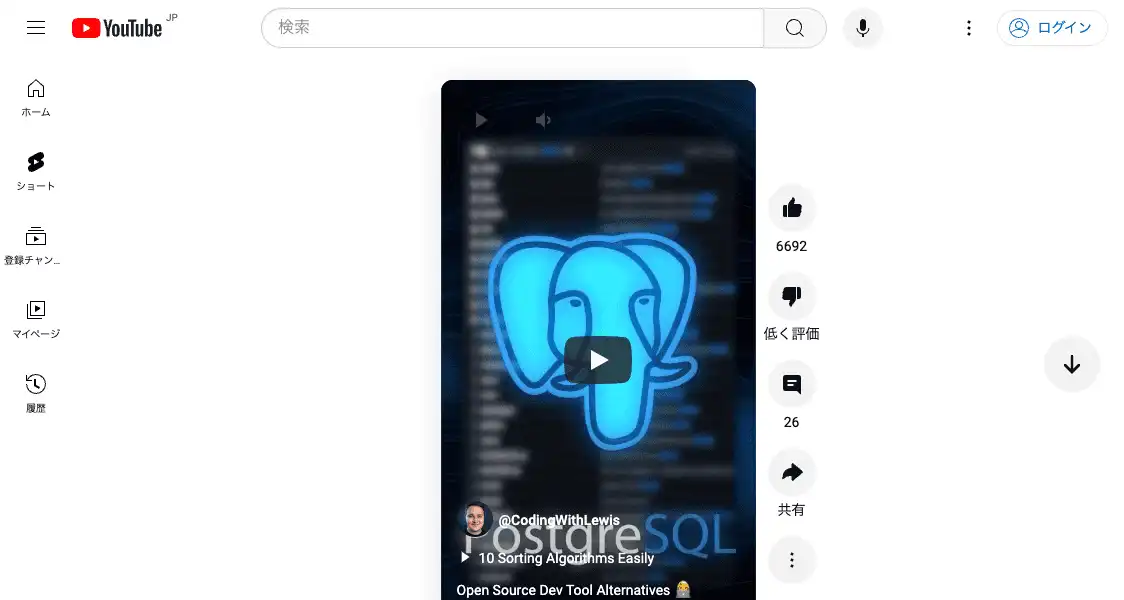 YouTube JP
検索
ログイン
ホーム
ショート
登録チャン...
マイページ
履歴
6692
低く評価
26
共有
PostgreSQL
@CodingWithLewis
10 Sorting Algorithms Easily
Open Source Dev Tool Alternatives